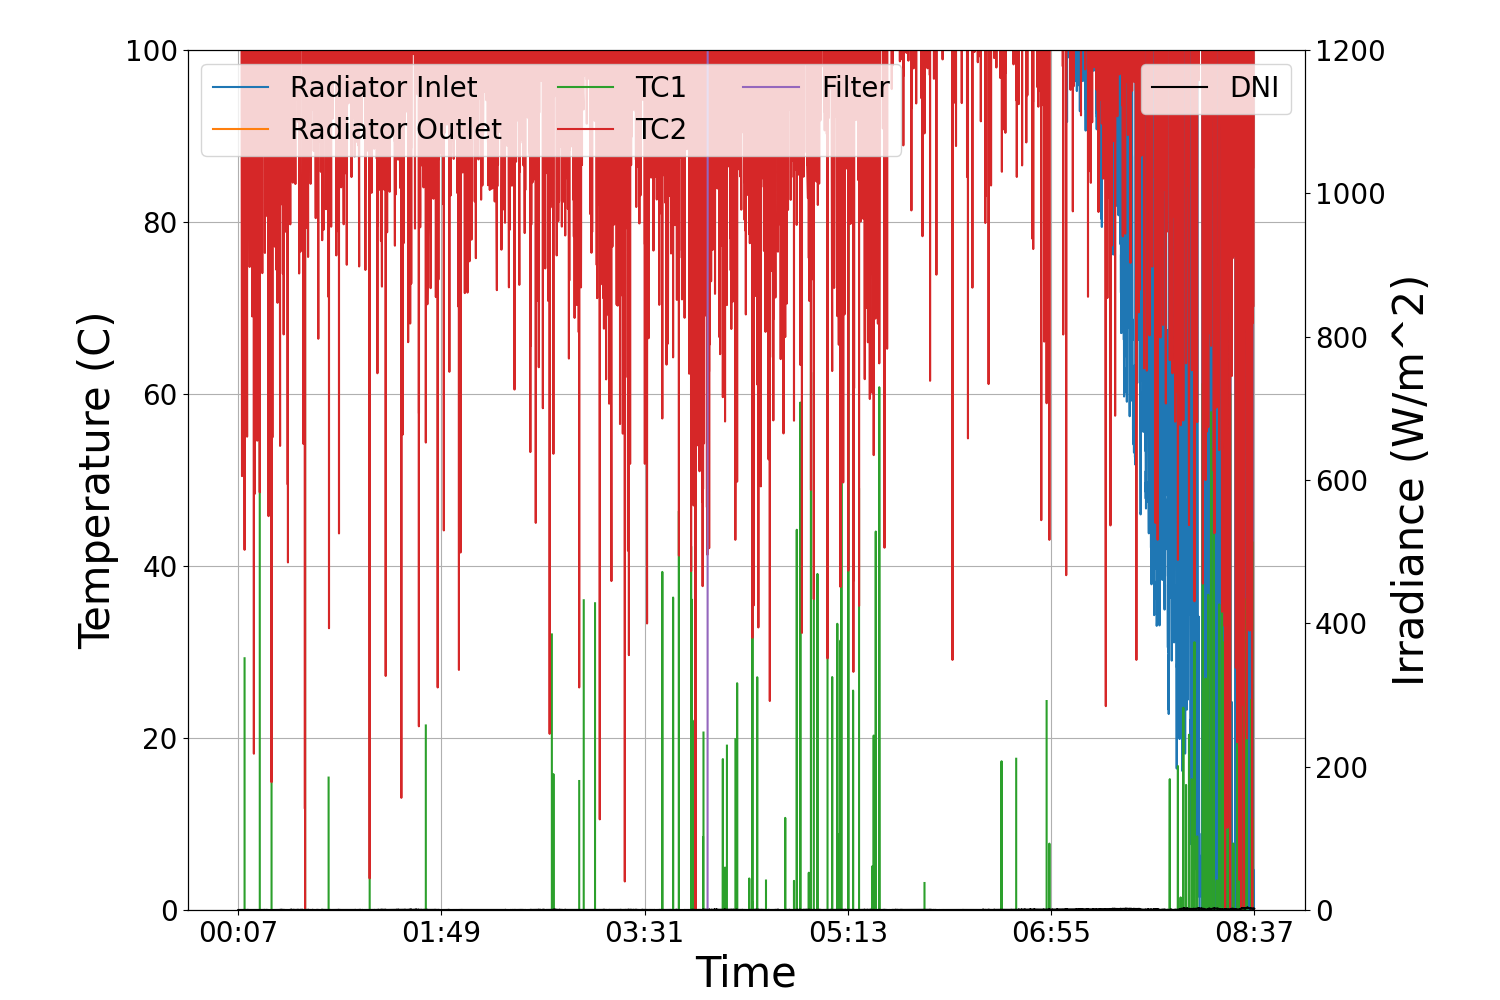 100
80
60
40
20
0
Temperature (C)
Radiator Inlet
Radiator Outlet
TC1
TC2
Filter
DNI
1200
1000
800
600
400
200
0
Irradiance (W/m^2)
00:07
01:49
03:31
05:13
06:55
08:37
Time